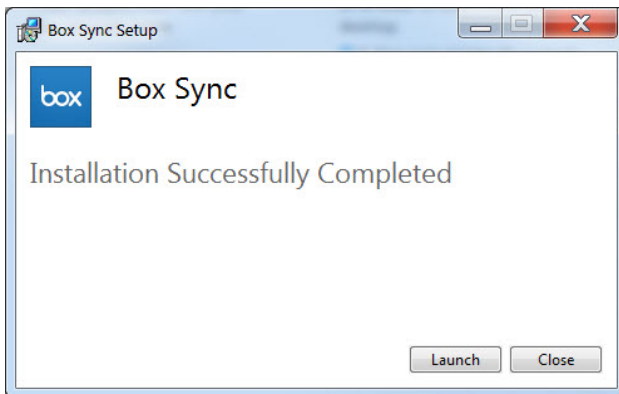 Box Sync Setup
box
Box Sync
Installation Successfully Completed
Launch
Close